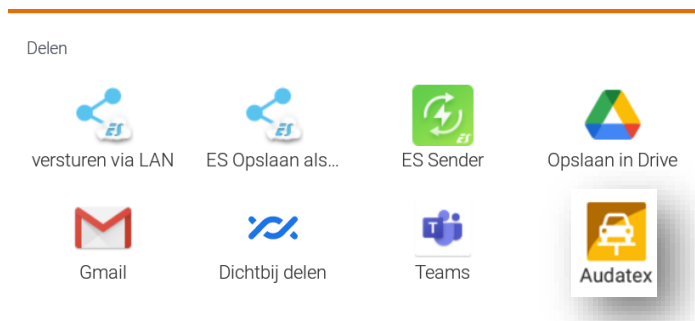 Delen
versturen via LAN ES Opslaan als... ES Sender Opslaan in Drive
Gmail Dichtbij delen Teams Audatex